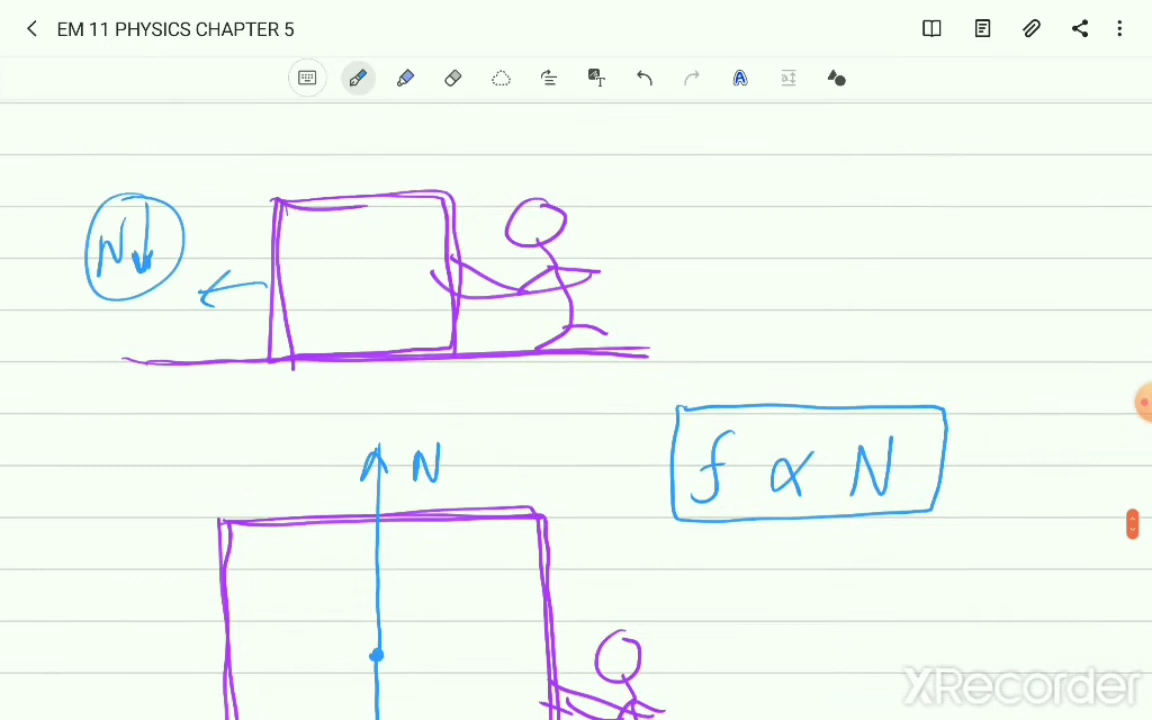 EM 11 PHYSICS CHAPTER 5
N↓
N
f ∝ N
XRecorder